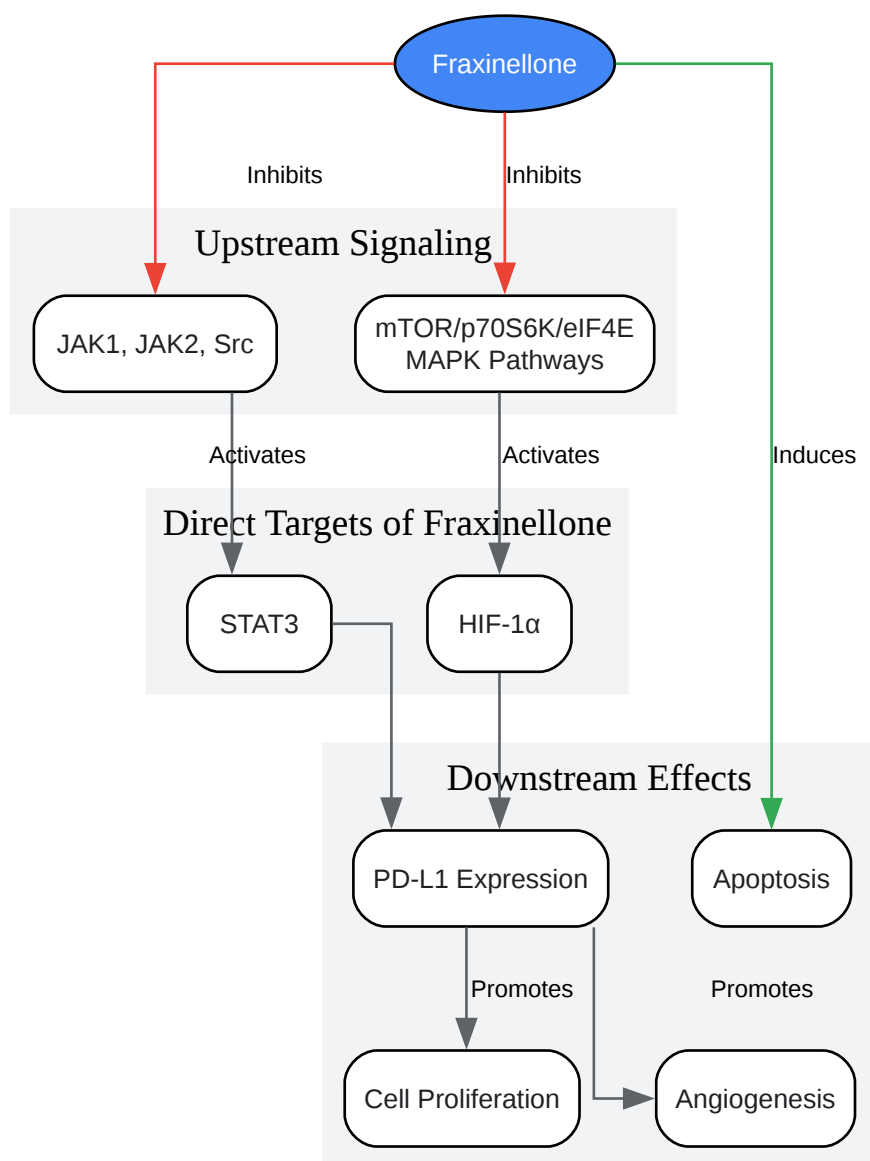 Fraxinellone
Inhibits
Inhibits
Upstream Signaling
JAK1, JAK2, Src
mTOR/p70S6K/eIF4E
MAPK Pathways
Activates
Activates
Induces
Direct Targets of Fraxinellone
STAT3
HIF-1α
Downstream Effects
PD-L1 Expression
Apoptosis
Promotes
Promotes
Cell Proliferation
Angiogenesis